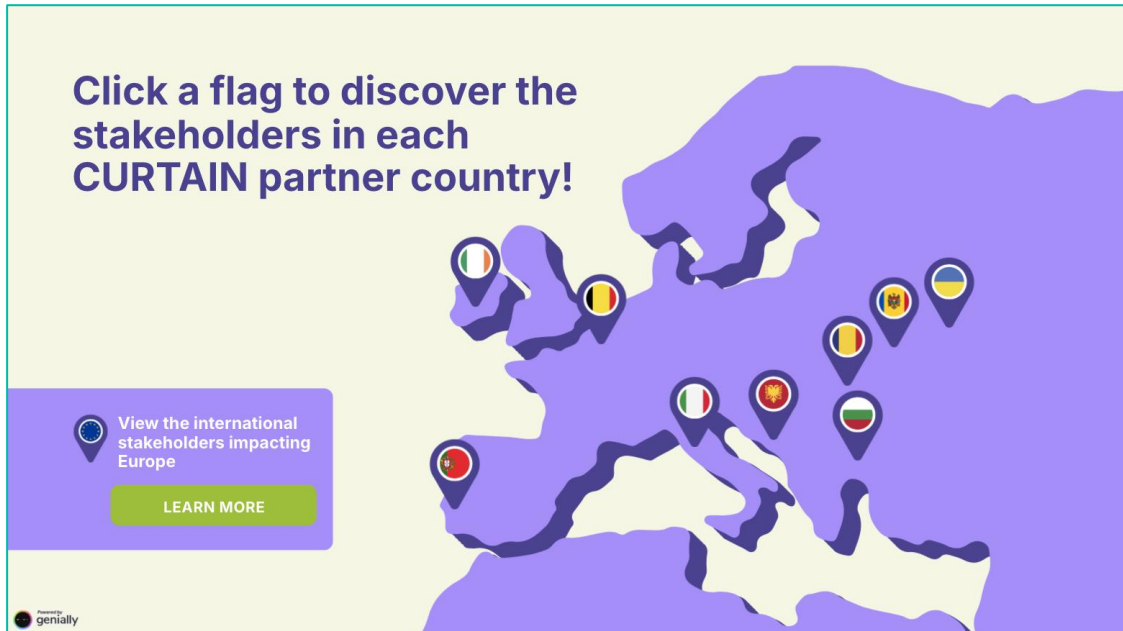 Click a flag to discover the
stakeholders in each
CURTAIN partner country!
View the international
stakeholders impacting
Europe
LEARN MORE
Powered by
genially